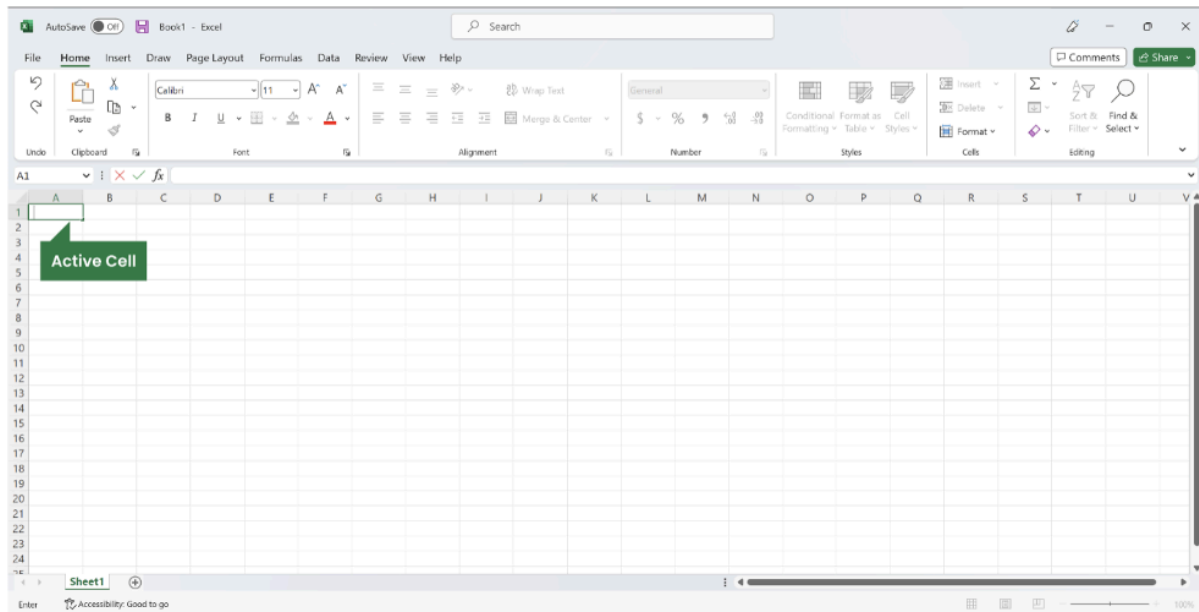 AutoSave Off Book1 - Excel Search
File Home Insert Draw Page Layout Formulas Data Review View Help Comments Share
Calibri 11 A^ A˅ Wrap Text General Insert Σ
Paste B I U A Merge & Center $ % 9 Conditional Formatting Format as Table Cell Styles Delete Sort & Filter Find & Select
Format
Undo Clipboard Font Alignment Number Styles Cells Editing
A1 fx
A B C D E F G H I J K L M N O P Q R S T U V
1
2
3
Active Cell
4
5
6
7
8
9
10
11
12
13
14
15
16
17
18
19
20
21
22
23
24
25
Sheet1
Enter Accessibility: Good to go 100%